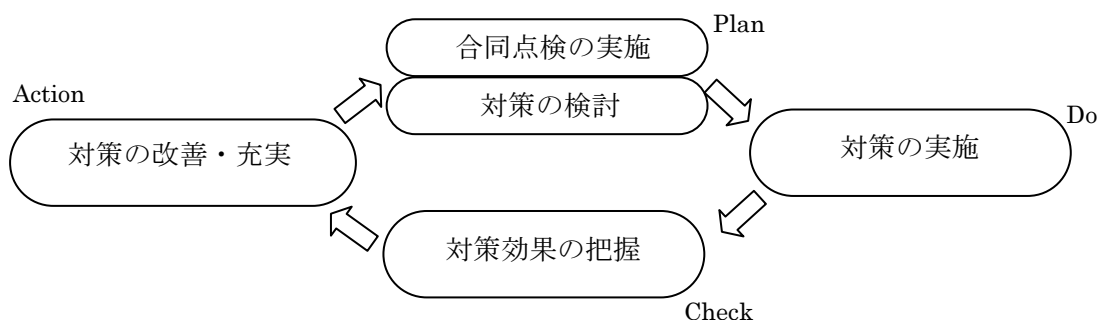 合同点検の実施
Plan
対策の検討
Action
対策の改善・充実
対策の実施
Do
対策効果の把握
Check